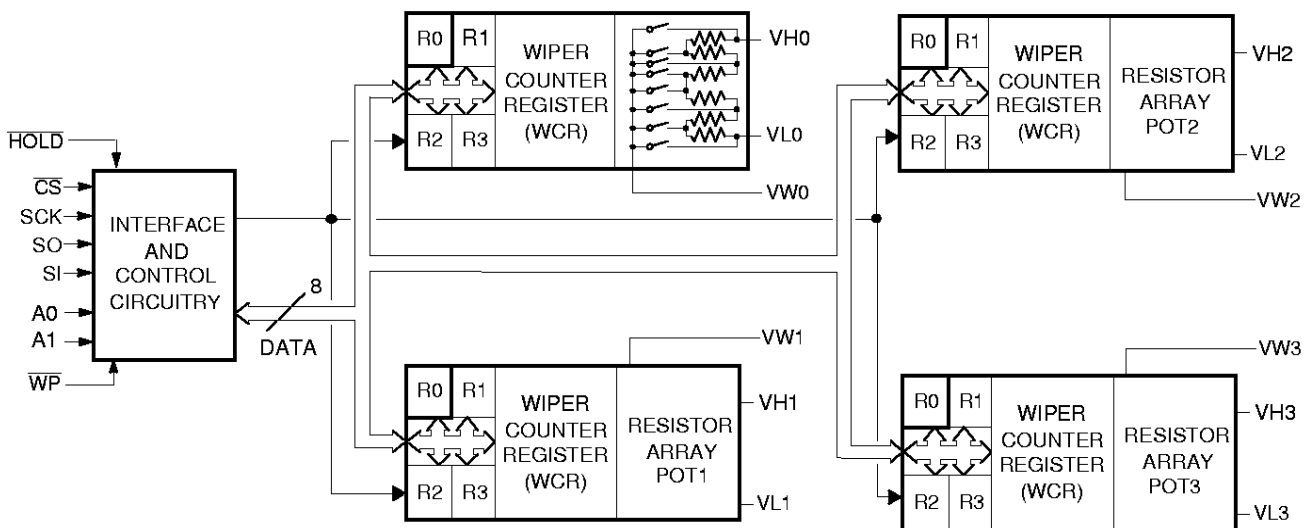 HOLD
CS
SCK
SO
SI
A0
A1
WP
INTERFACE
AND
CONTROL
CIRCUITRY
8
DATA
R0 R1
R2 R3
WIPER
COUNTER
REGISTER
(WCR)
VH0
VL0
VW0
R0 R1
R2 R3
WIPER
COUNTER
REGISTER
(WCR)
RESISTOR
ARRAY
POT2
VH2
VL2
VW2
VW1
R0 R1
R2 R3
WIPER
COUNTER
REGISTER
(WCR)
RESISTOR
ARRAY
POT1
VH1
VL1
VW3
R0 R1
R2 R3
WIPER
COUNTER
REGISTER
(WCR)
RESISTOR
ARRAY
POT3
VH3
VL3